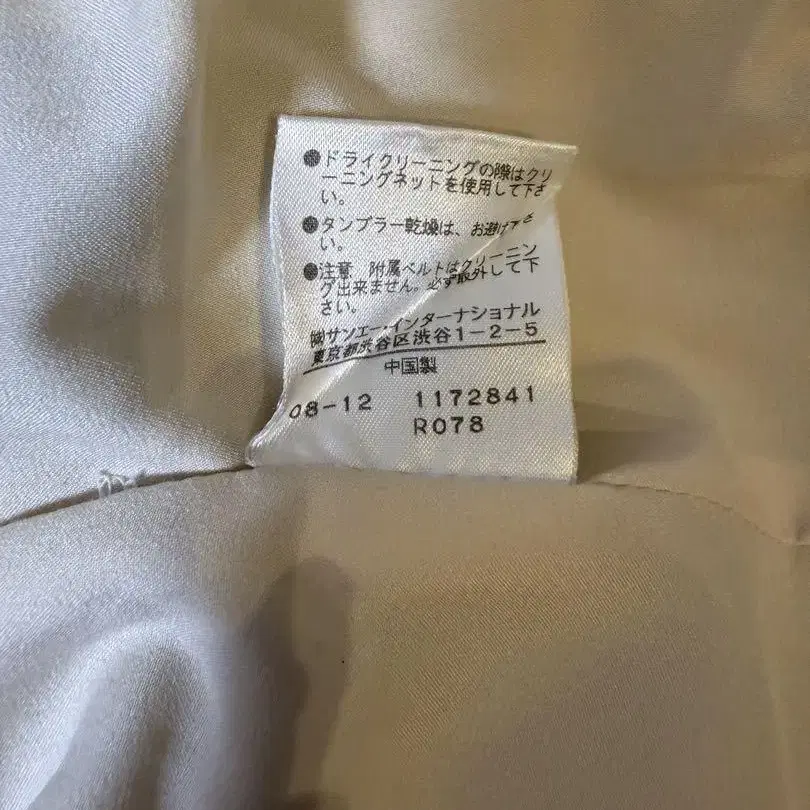 ●ドライクリーニングの際はクリ
ーニングネットを使用して下さ
い。
●タンブラー乾燥は、お避け下さ
い。
●注意 附属ベルトはクリーニン
グ出来ません。必ず取外して下
さい。
㈱サンエー・インターナショナル
東京都渋谷区渋谷1-2-5
中国製
08-12 1172841
R078